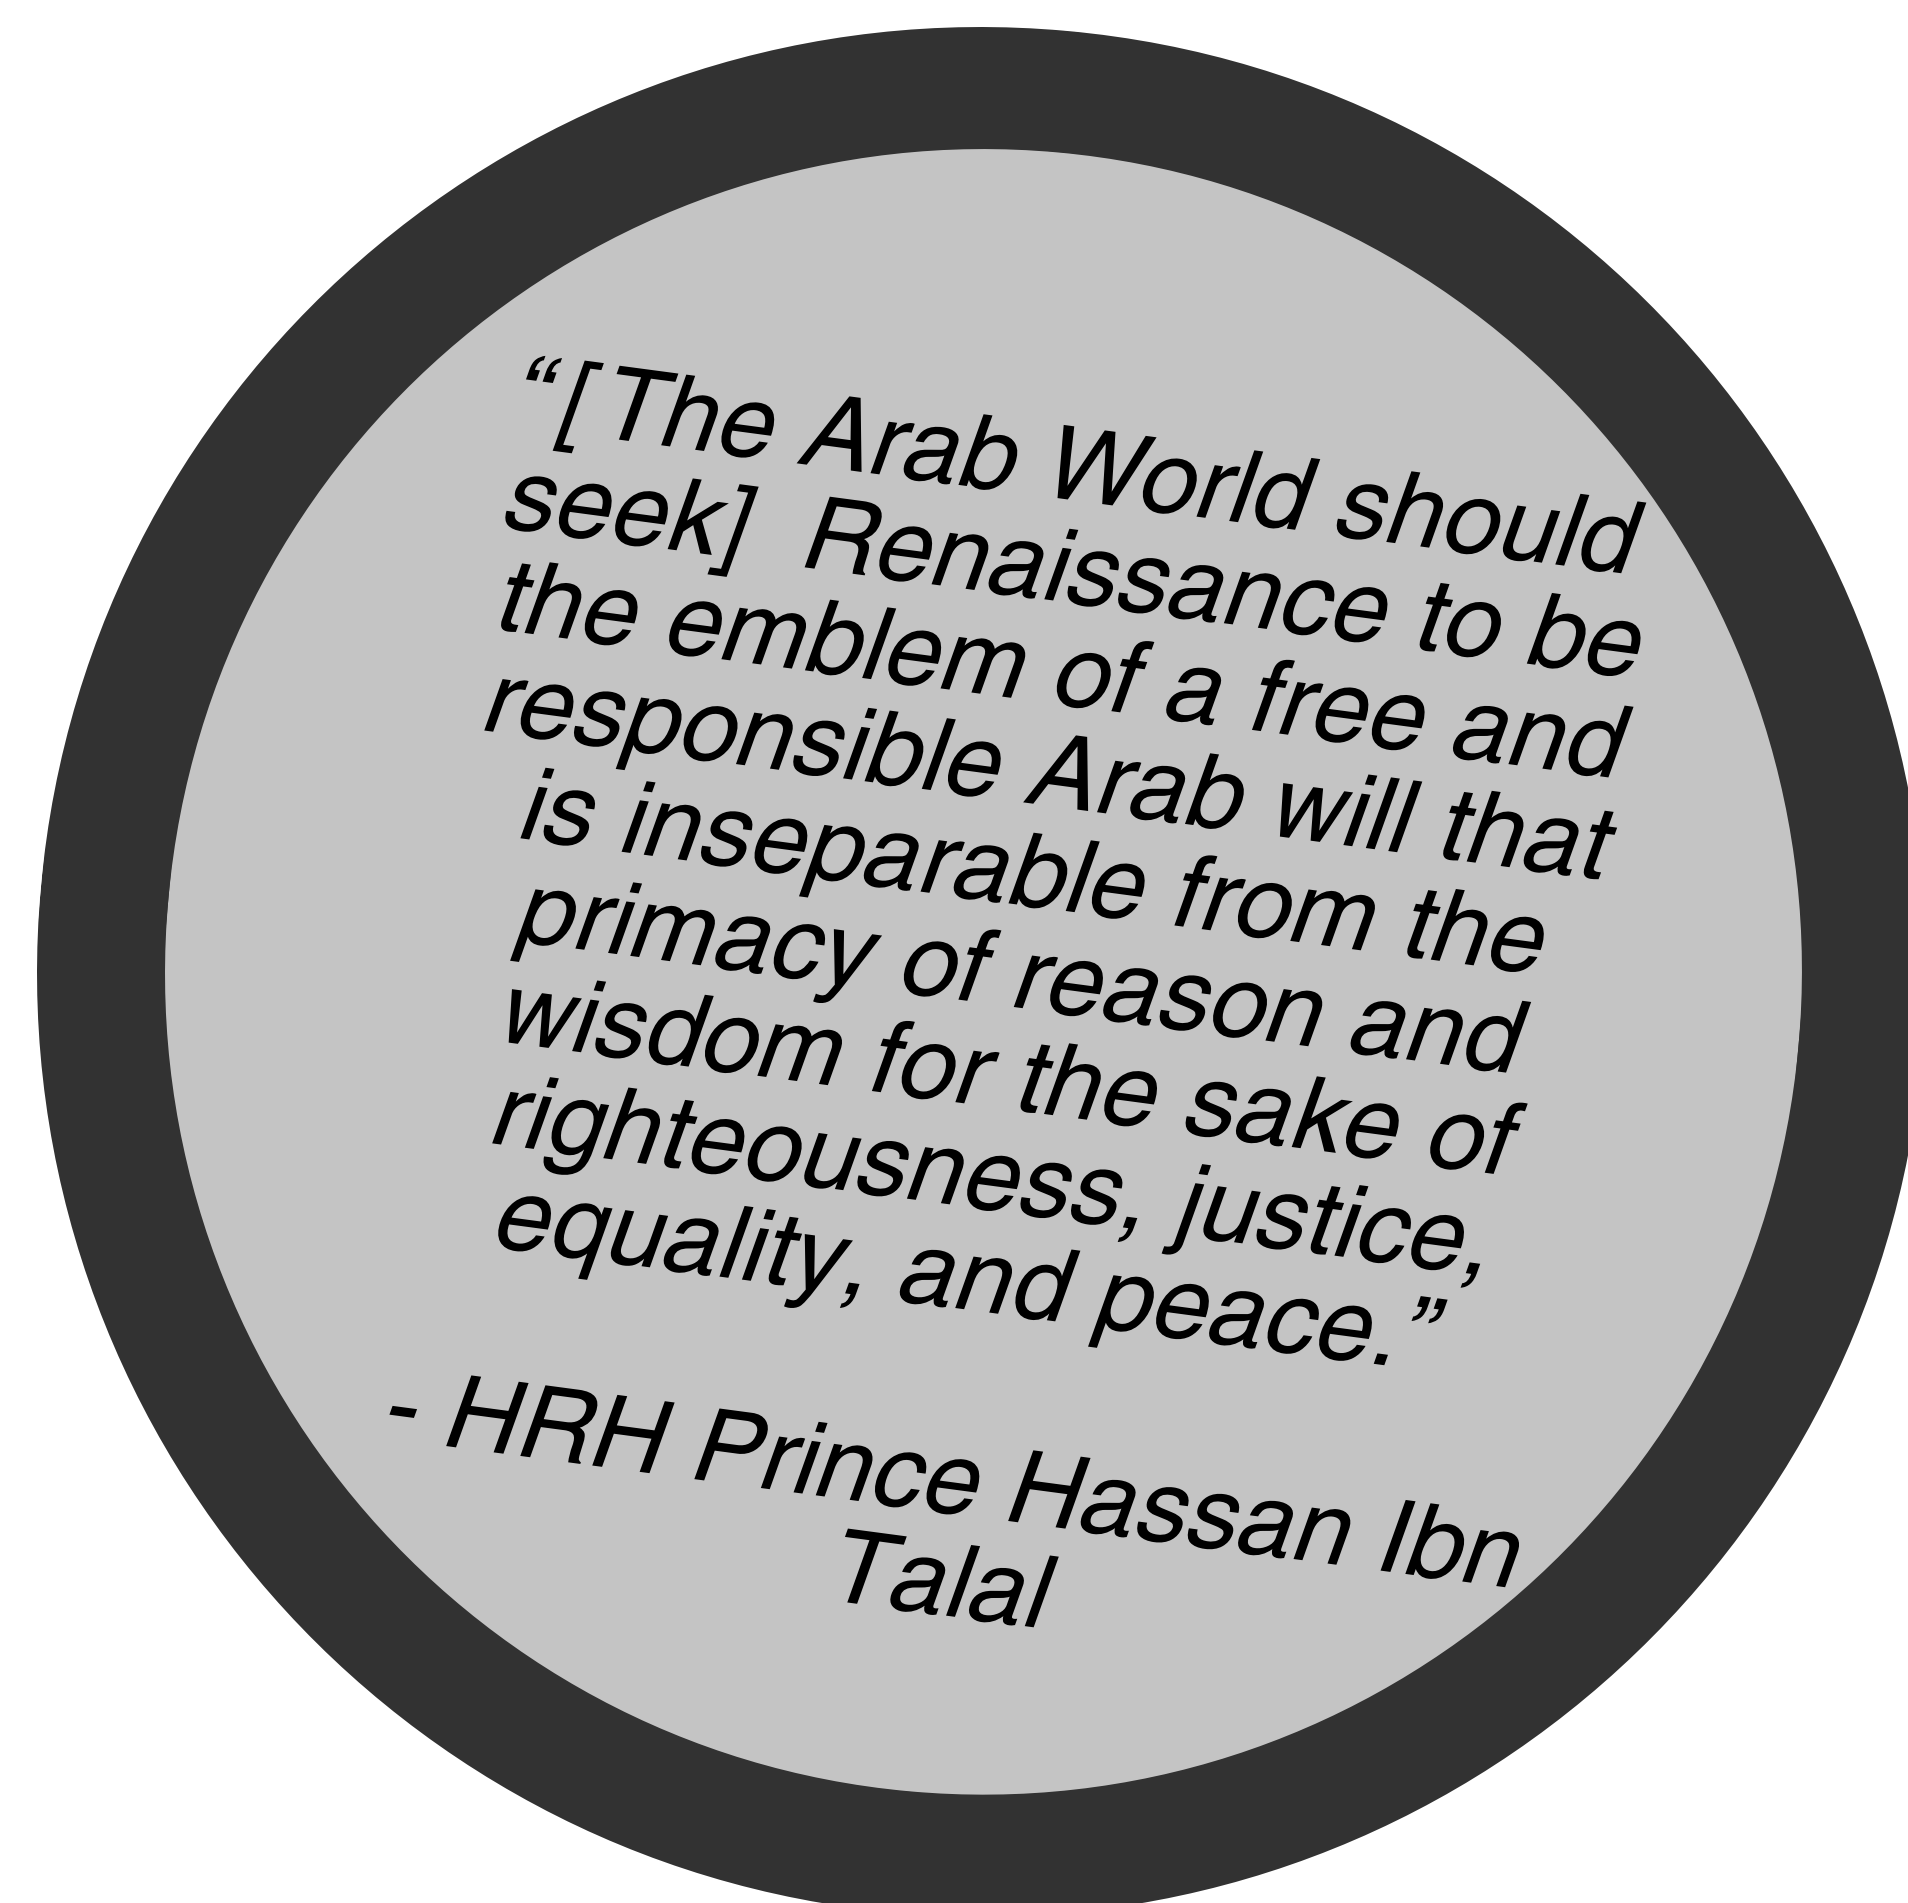 “[The Arab World should
seek] Renaissance to be
the emblem of a free and
responsible Arab will that
is inseparable from the
primacy of reason and
wisdom for the sake of
righteousness, justice,
equality, and peace.”
- HRH Prince Hassan Ibn
Talal